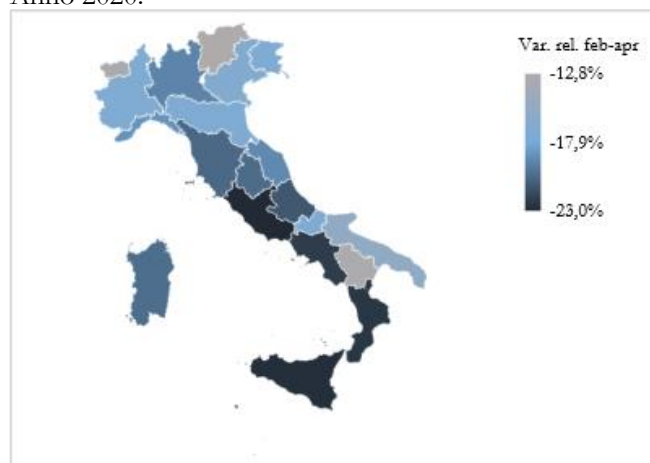 Anno 2020.
Var. rel. feb-apr
-12,8%
-17,9%
-23,0%